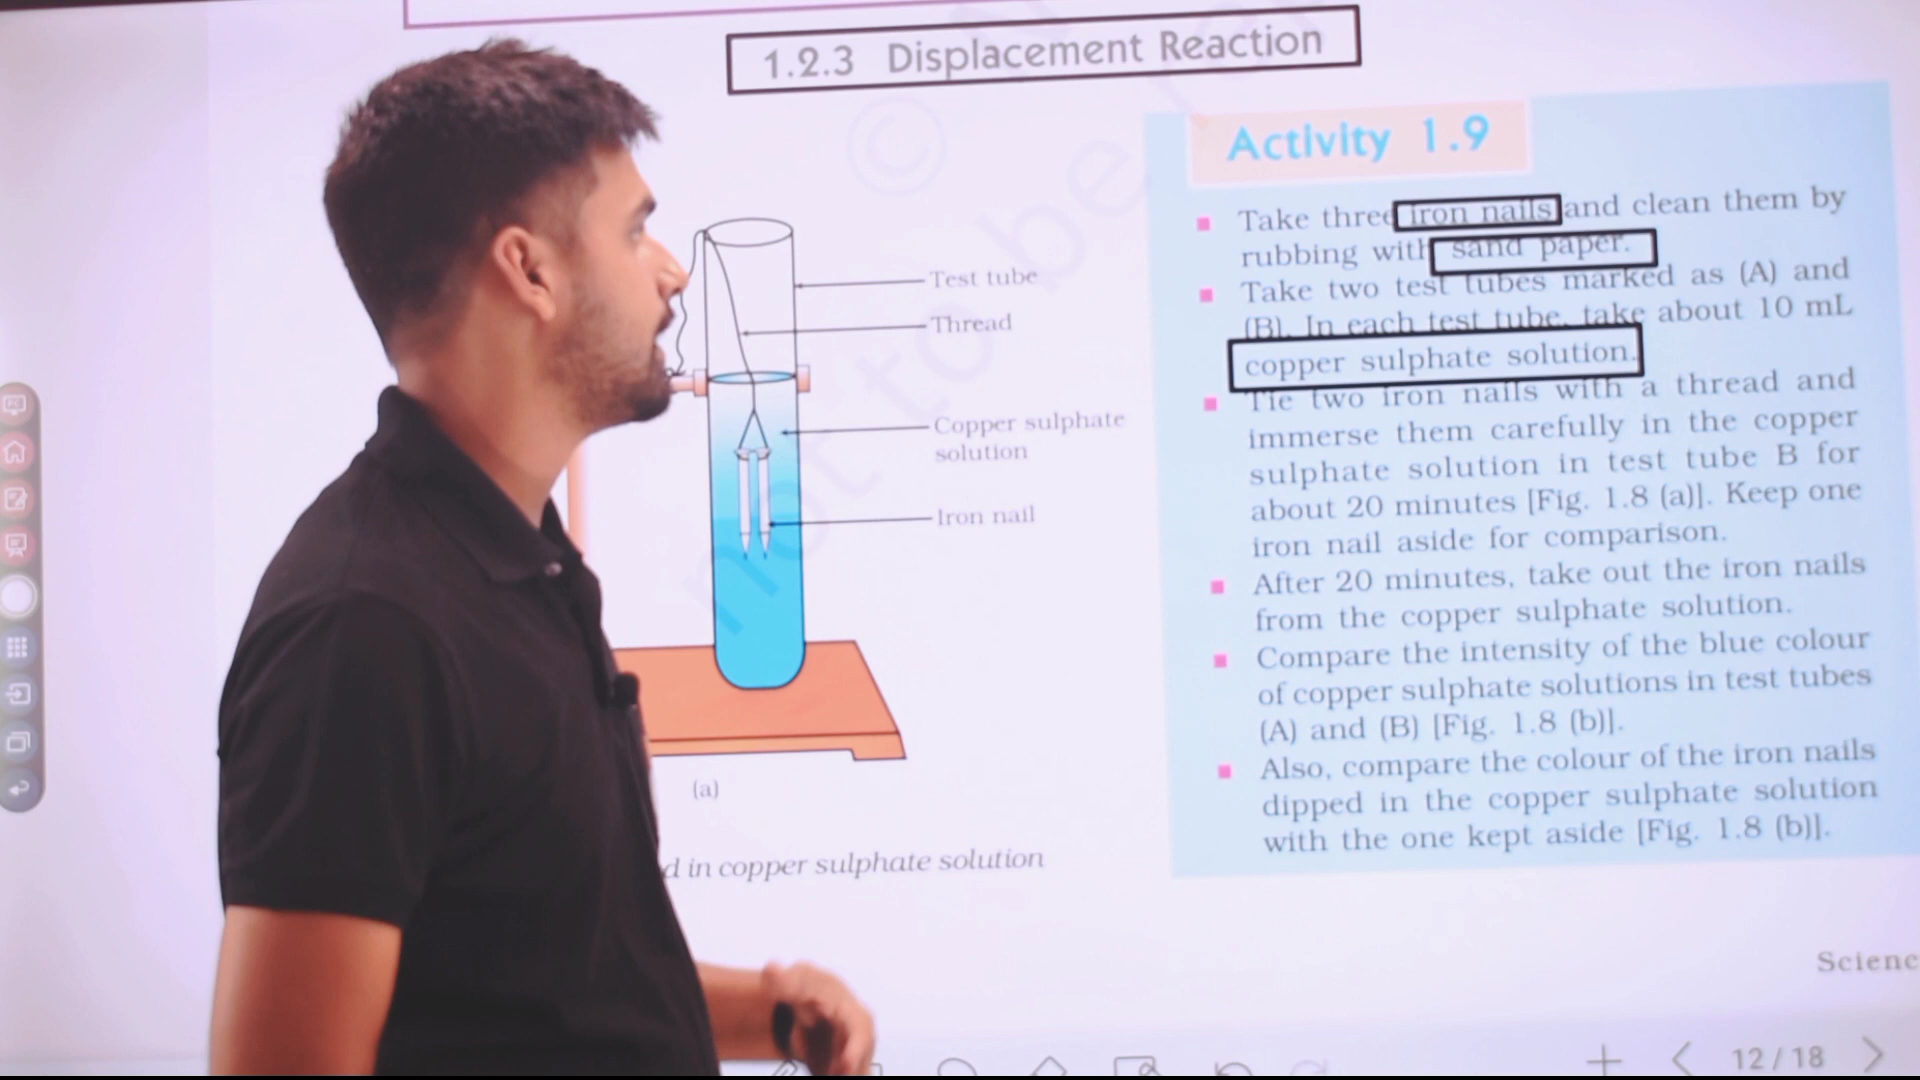 1.2.3 Displacement Reaction
Activity 1.9
Take three iron nails and clean them by
rubbing with sand paper.
Take two test tubes marked as (A) and
(B). In each test tube, take about 10 mL
copper sulphate solution.
Tie two iron nails with a thread and
immerse them carefully in the copper
sulphate solution in test tube B for
about 20 minutes [Fig. 1.8 (a)]. Keep one
iron nail aside for comparison.
After 20 minutes, take out the iron nails
from the copper sulphate solution.
Compare the intensity of the blue colour
of copper sulphate solutions in test tubes
(A) and (B) [Fig. 1.8 (b)].
Also, compare the colour of the iron nails
dipped in the copper sulphate solution
with the one kept aside [Fig. 1.8 (b)].
Test tube
Thread
Copper sulphate
solution
Iron nail
(a)
d in copper sulphate solution
not to be
©
Scienc
12 / 18